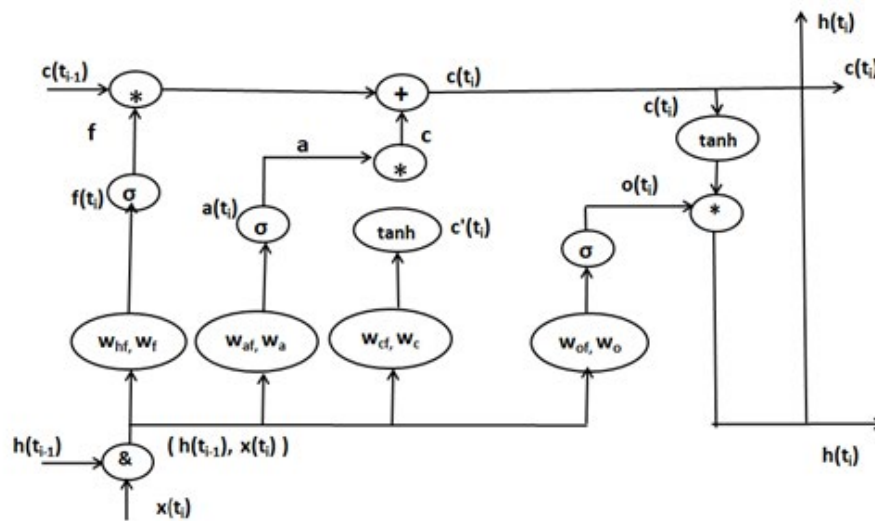 h(tᵢ)
c(tᵢ₋₁)
*
c(tᵢ)
+
c(tᵢ)
f
a
c
*
c(tᵢ)
tanh
f(tᵢ)
σ
a(tᵢ)
σ
tanh
c'(tᵢ)
o(tᵢ)
*
σ
w_hf, w_f
w_af, w_a
w_cf, w_c
w_of, w_o
h(tᵢ₋₁)
&
( h(tᵢ₋₁), x(tᵢ) )
h(tᵢ)
x(tᵢ)